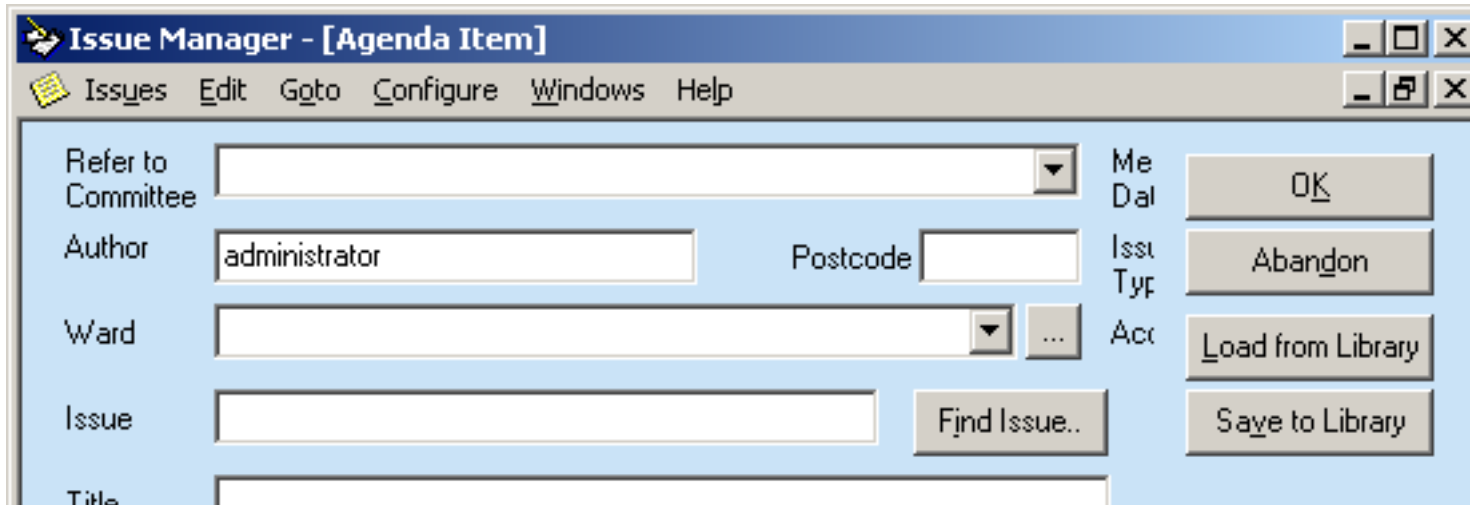 Issue Manager - [Agenda Item]
Issues Edit Goto Configure Windows Help
Refer to
Committee
OK
Author
administrator
Postcode
Abandon
Ward
...
Load from Library
Issue
Find Issue..
Save to Library
Title